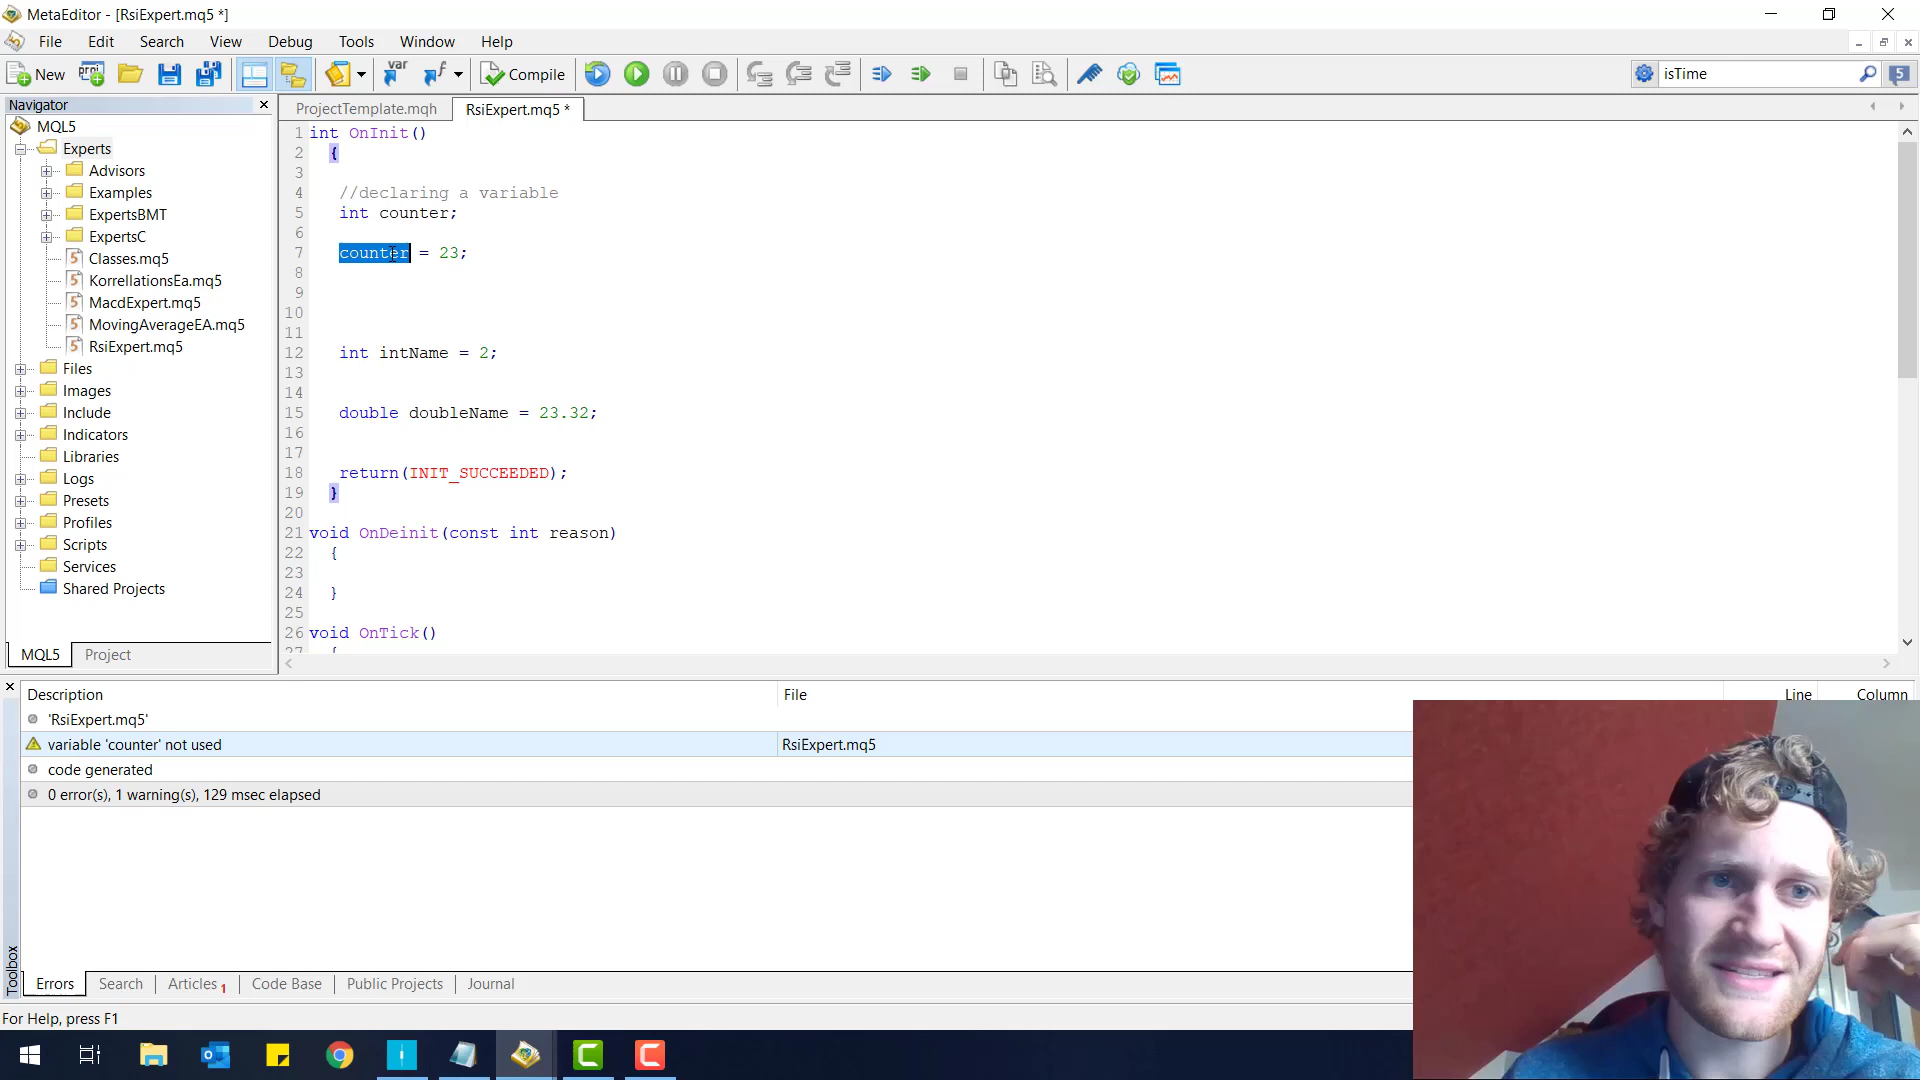 MetaEditor - [RsiExpert.mq5 *]
File Edit Search View Debug Tools Window Help
New var f Compile isTime 5
Navigator
ProjectTemplate.mqh RsiExpert.mq5 *
MQL5
Experts
Advisors
Examples
ExpertsBMT
ExpertsC
Classes.mq5
KorrellationsEa.mq5
MacdExpert.mq5
MovingAverageEA.mq5
RsiExpert.mq5
Files
Images
Include
Indicators
Libraries
Logs
Presets
Profiles
Scripts
Services
Shared Projects
MQL5 Project
1 int OnInit()
2 {
3
4 //declaring a variable
5 int counter;
6
7 counter = 23;
8
9
10
11
12 int intName = 2;
13
14
15 double doubleName = 23.32;
16
17
18 return(INIT_SUCCEEDED);
19 }
20
21 void OnDeinit(const int reason)
22 {
23
24 }
25
26 void OnTick()
27 {
Description File Line Column
'RsiExpert.mq5'
variable 'counter' not used RsiExpert.mq5
code generated
0 error(s), 1 warning(s), 129 msec elapsed
Toolbox
Errors Search Articles 1 Code Base Public Projects Journal
For Help, press F1